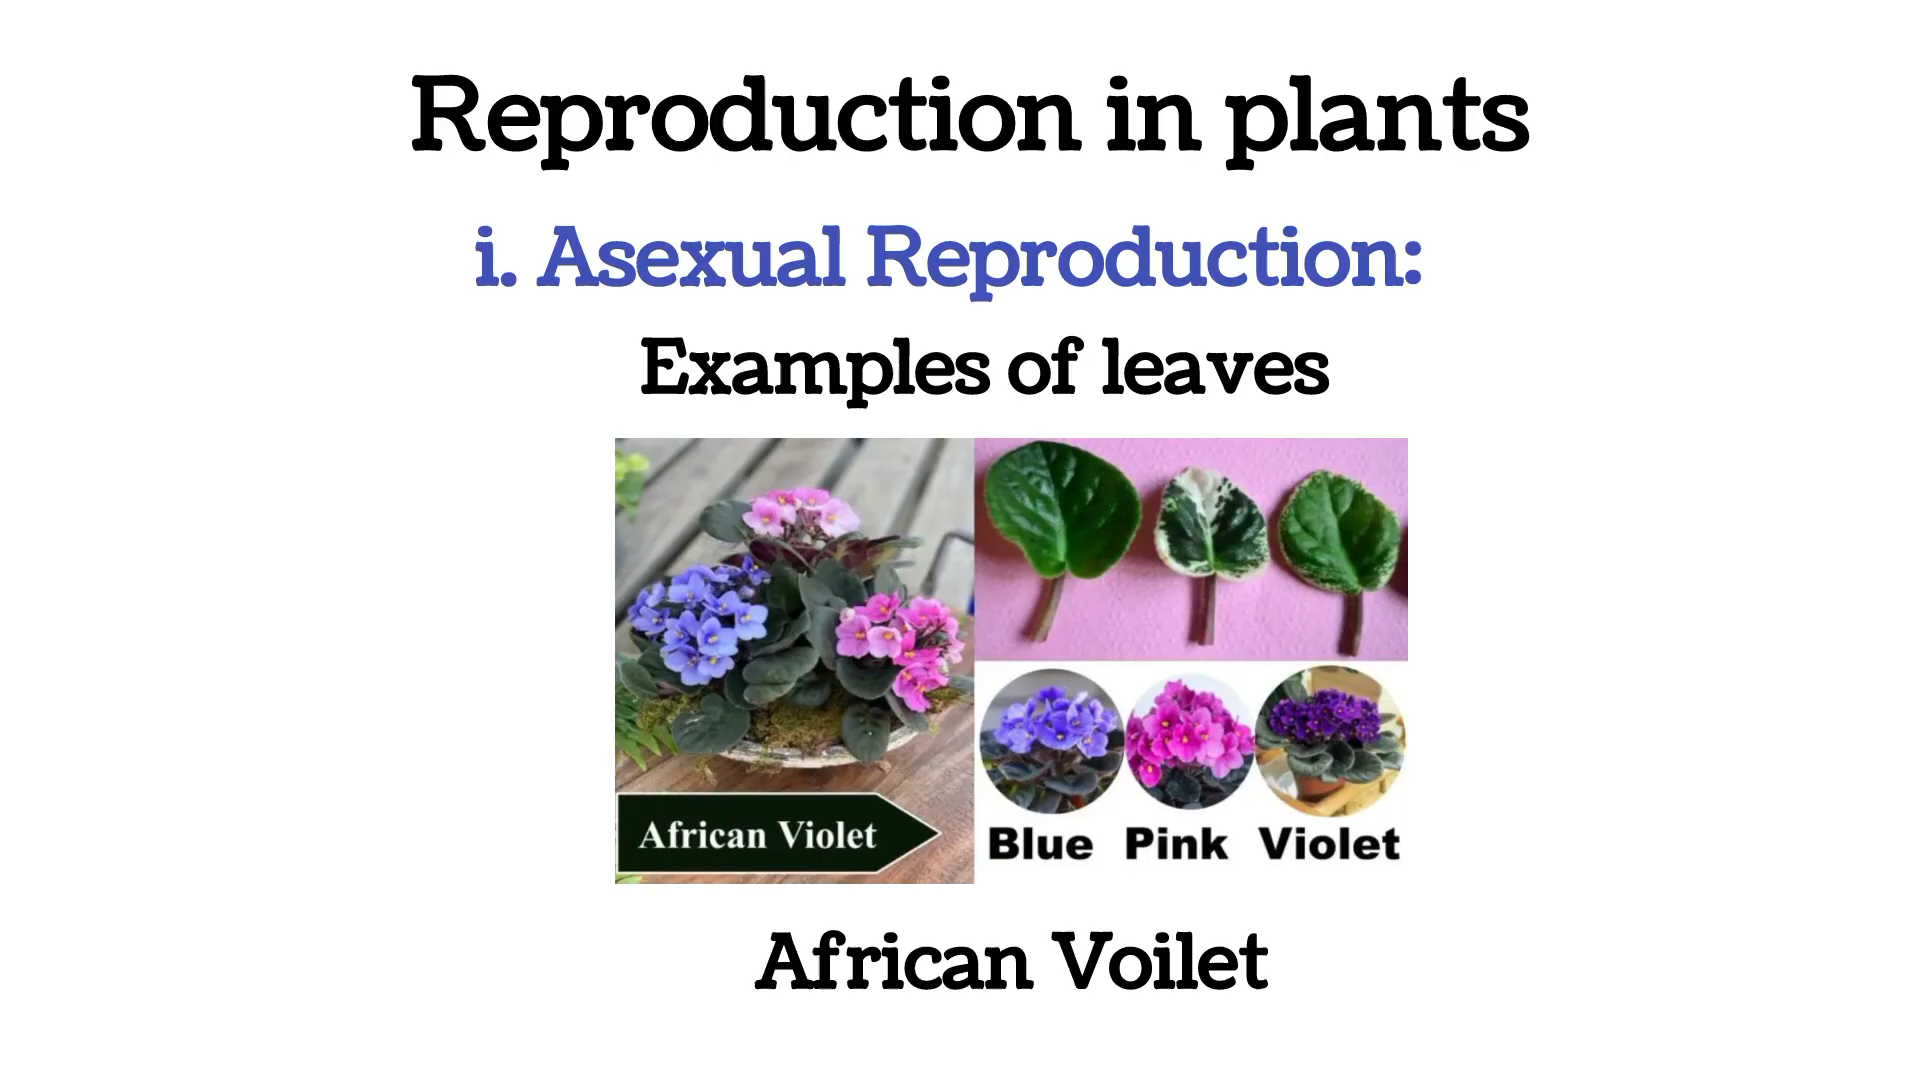 Reproduction in plants
i. Asexual Reproduction:
Examples of leaves
African Violet
Blue Pink Violet
African Voilet